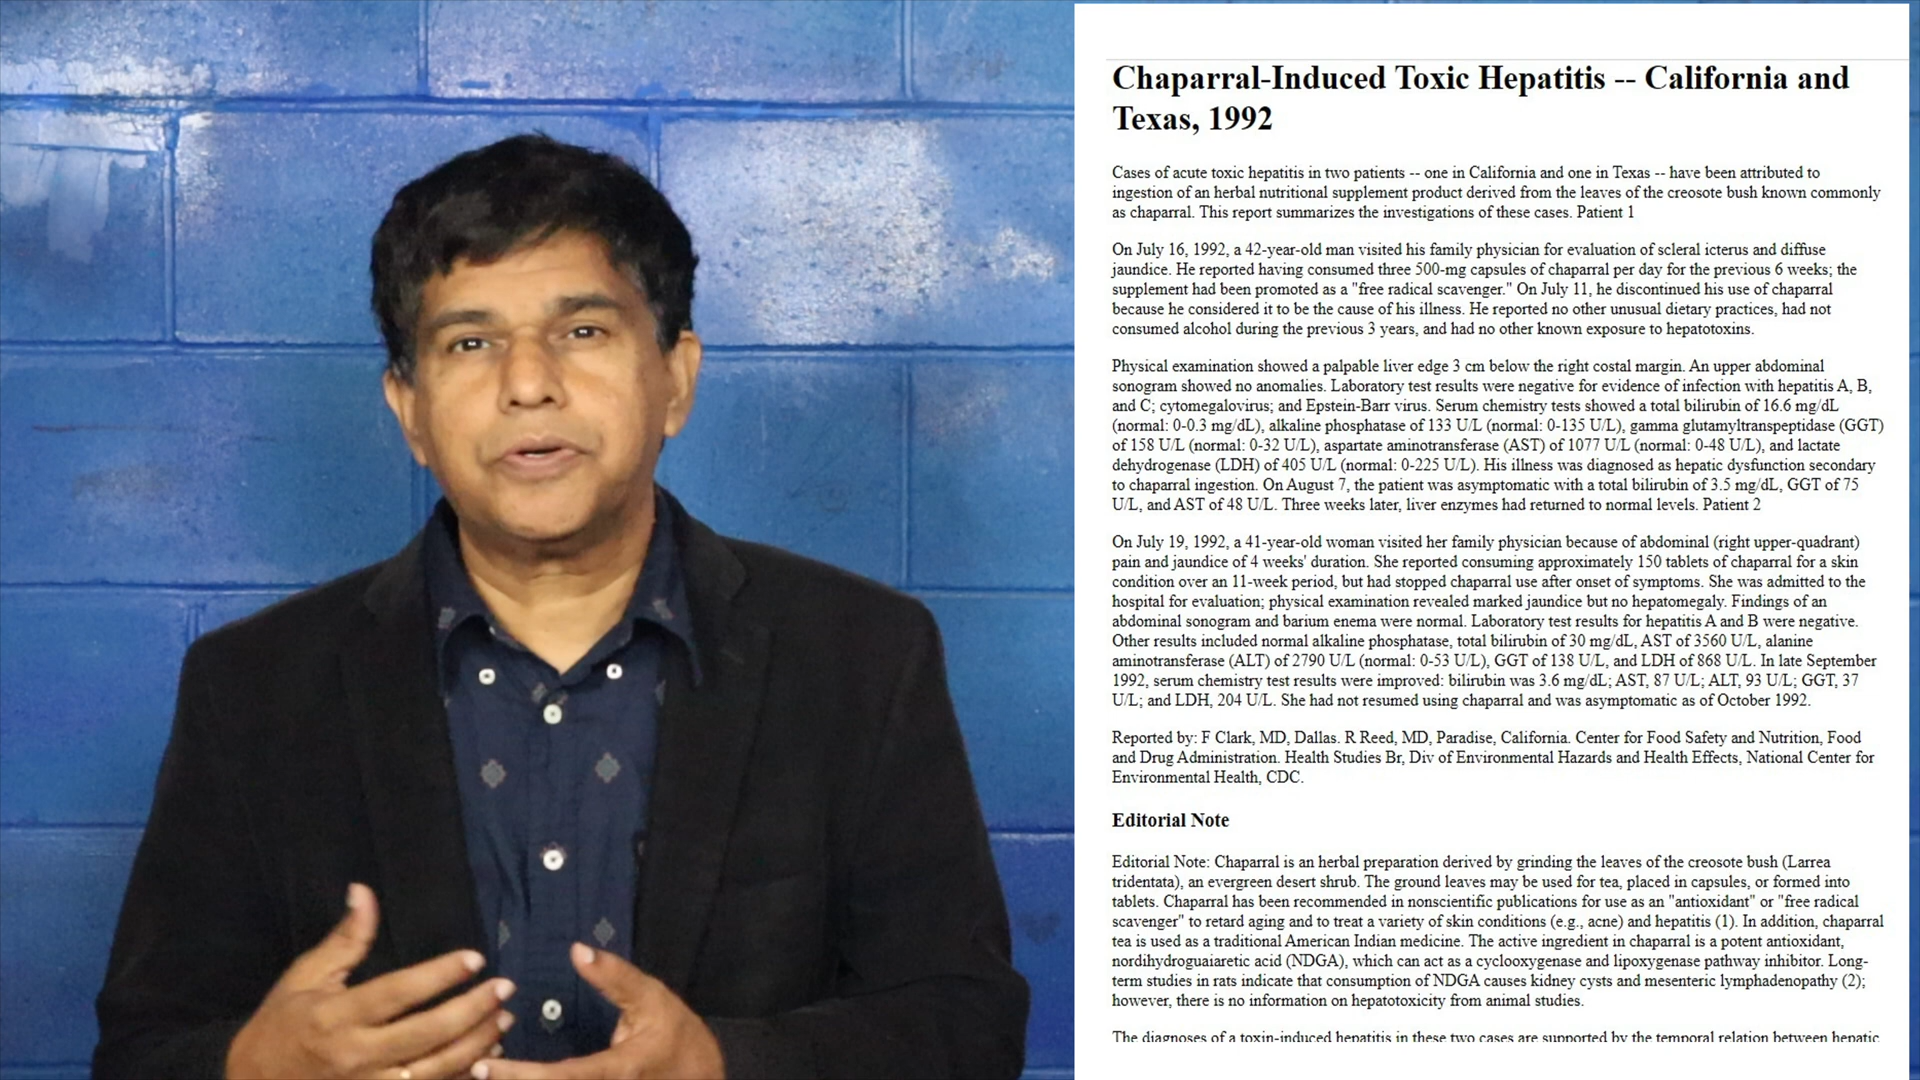 Chaparral-Induced Toxic Hepatitis -- California and
Texas, 1992
Cases of acute toxic hepatitis in two patients -- one in California and one in Texas -- have been attributed to
ingestion of an herbal nutritional supplement product derived from the leaves of the creosote bush known commonly
as chaparral. This report summarizes the investigations of these cases. Patient 1
On July 16, 1992, a 42-year-old man visited his family physician for evaluation of scleral icterus and diffuse
jaundice. He reported having consumed three 500-mg capsules of chaparral per day for the previous 6 weeks; the
supplement had been promoted as a "free radical scavenger." On July 11, he discontinued his use of chaparral
because he considered it to be the cause of his illness. He reported no other unusual dietary practices, had not
consumed alcohol during the previous 3 years, and had no other known exposure to hepatotoxins.
Physical examination showed a palpable liver edge 3 cm below the right costal margin. An upper abdominal
sonogram showed no anomalies. Laboratory test results were negative for evidence of infection with hepatitis A, B,
and C; cytomegalovirus; and Epstein-Barr virus. Serum chemistry tests showed a total bilirubin of 16.6 mg/dL
(normal: 0-0.3 mg/dL), alkaline phosphatase of 133 U/L (normal: 0-135 U/L), gamma glutamyltranspeptidase (GGT)
of 158 U/L (normal: 0-32 U/L), aspartate aminotransferase (AST) of 1077 U/L (normal: 0-48 U/L), and lactate
dehydrogenase (LDH) of 405 U/L (normal: 0-225 U/L). His illness was diagnosed as hepatic dysfunction secondary
to chaparral ingestion. On August 7, the patient was asymptomatic with a total bilirubin of 3.5 mg/dL, GGT of 75
U/L, and AST of 48 U/L. Three weeks later, liver enzymes had returned to normal levels. Patient 2
On July 19, 1992, a 41-year-old woman visited her family physician because of abdominal (right upper-quadrant)
pain and jaundice of 4 weeks' duration. She reported consuming approximately 150 tablets of chaparral for a skin
condition over an 11-week period, but had stopped chaparral use after onset of symptoms. She was admitted to the
hospital for evaluation; physical examination revealed marked jaundice but no hepatomegaly. Findings of an
abdominal sonogram and barium enema were normal. Laboratory test results for hepatitis A and B were negative.
Other results included normal alkaline phosphatase, total bilirubin of 30 mg/dL, AST of 3560 U/L, alanine
aminotransferase (ALT) of 2790 U/L (normal: 0-53 U/L), GGT of 138 U/L, and LDH of 868 U/L. In late September
1992, serum chemistry test results were improved: bilirubin was 3.6 mg/dL; AST, 87 U/L; ALT, 93 U/L; GGT, 37
U/L; and LDH, 204 U/L. She had not resumed using chaparral and was asymptomatic as of October 1992.
Reported by: F Clark, MD, Dallas. R Reed, MD, Paradise, California. Center for Food Safety and Nutrition, Food
and Drug Administration. Health Studies Br, Div of Environmental Hazards and Health Effects, National Center for
Environmental Health, CDC.
Editorial Note
Editorial Note: Chaparral is an herbal preparation derived by grinding the leaves of the creosote bush (Larrea
tridentata), an evergreen desert shrub. The ground leaves may be used for tea, placed in capsules, or formed into
tablets. Chaparral has been recommended in nonscientific publications for use as an "antioxidant" or "free radical
scavenger" to retard aging and to treat a variety of skin conditions (e.g., acne) and hepatitis (1). In addition, chaparral
tea is used as a traditional American Indian medicine. The active ingredient in chaparral is a potent antioxidant,
nordihydroguaiaretic acid (NDGA), which can act as a cyclooxygenase and lipoxygenase pathway inhibitor. Long-
term studies in rats indicate that consumption of NDGA causes kidney cysts and mesenteric lymphadenopathy (2);
however, there is no information on hepatotoxicity from animal studies.
The diagnoses of a toxin-induced hepatitis in these two cases are supported by the temporal relation between hepatic